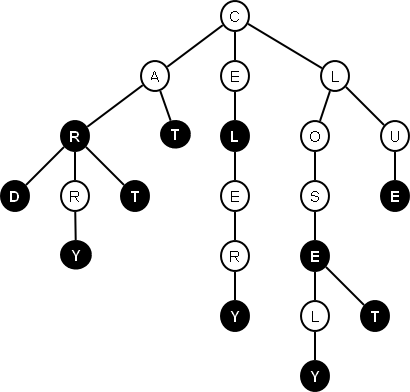 C
A E L
R T L O U
D R T E S E
Y R E
Y L T
Y